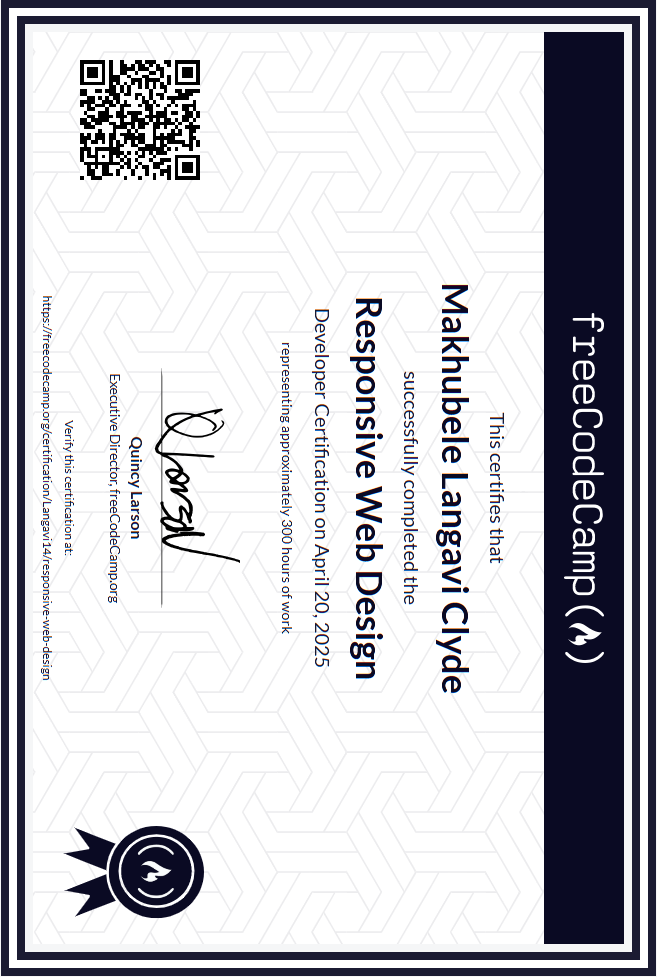 freeCodeCamp(🔥)
This certifies that
Makhubele Langavi Clyde
successfully completed the
Responsive Web Design
Developer Certification on April 20, 2025
representing approximately 300 hours of work
Quincy Larson
Executive Director, freeCodeCamp.org
Verify this certification at:
https://freecodecamp.org/certification/Langavi14/responsive-web-design